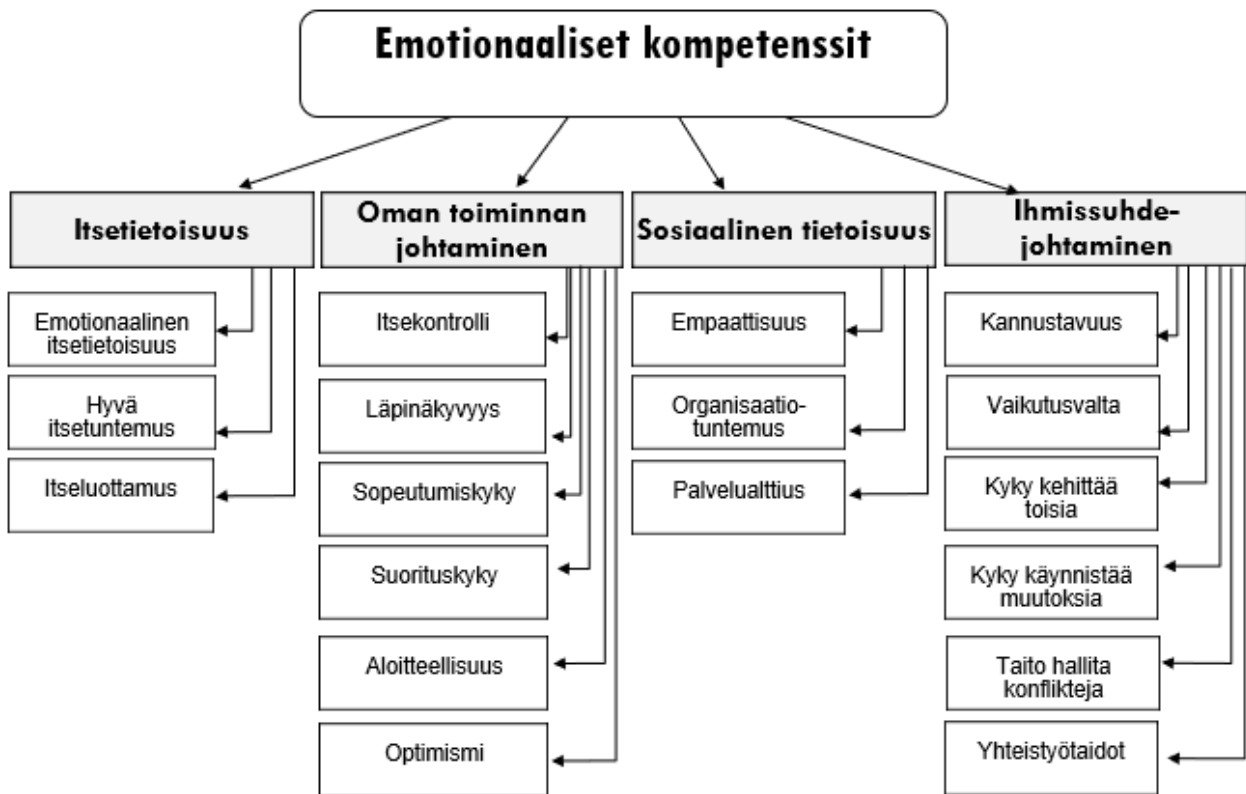 Emotionaaliset kompetenssit
Itsetietoisuus
Emotionaalinen
itsetietoisuus
Hyvä
itsetuntemus
Itseluottamus
Oman toiminnan
johtaminen
Itsekontrolli
Läpinäkyvyys
Sopeutumiskyky
Suorituskyky
Aloitteellisuus
Optimismi
Sosiaalinen tietoisuus
Empaattisuus
Organisaatio-
tuntemus
Palvelualttius
Ihmissuhde-
johtaminen
Kannustavuus
Vaikutusvalta
Kyky kehittää
toisia
Kyky käynnistää
muutoksia
Taito hallita
konflikteja
Yhteistyötaidot